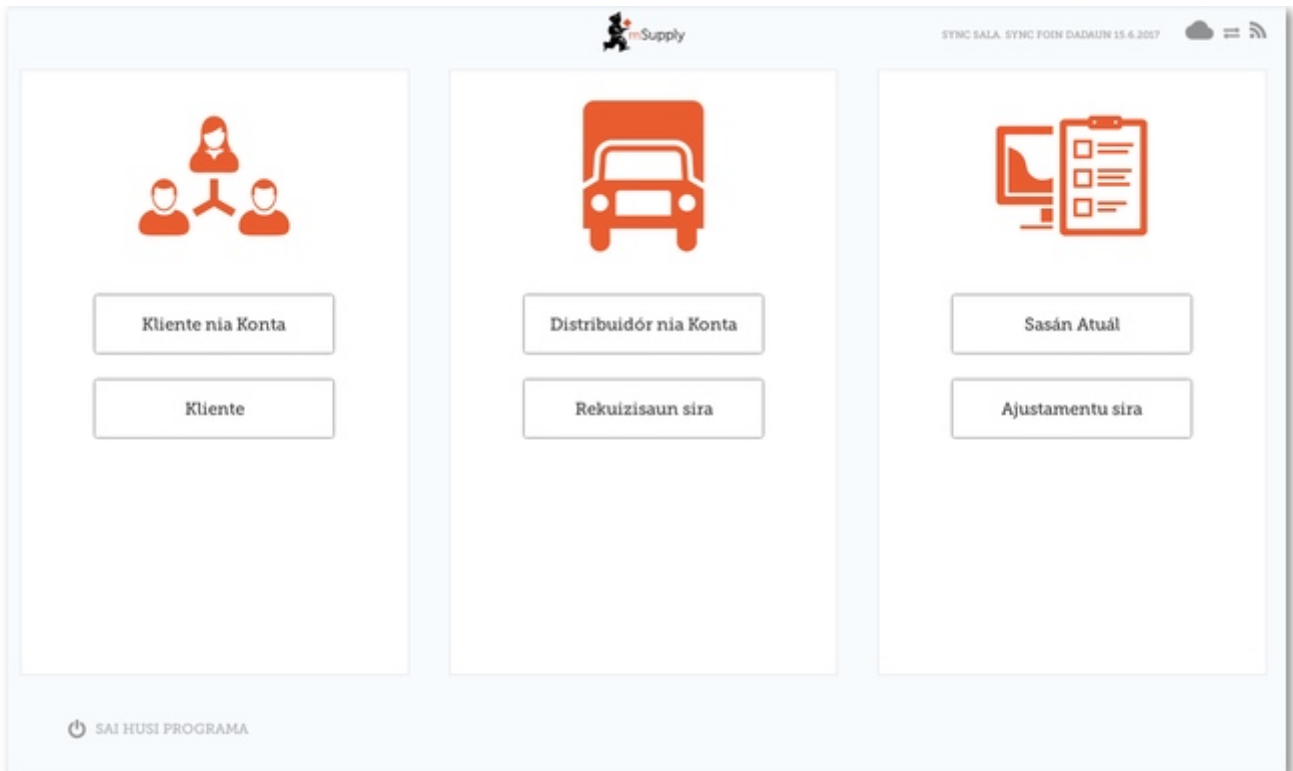 mSupply
SYNC SALA. SYNC FOIN DADAUN 15.6.2017
Kliente nia Konta
Distribuidór nia Konta
Sasán Atuál
Kliente
Rekuizisaun sira
Ajustamentu sira
SAI HUSI PROGRAMA